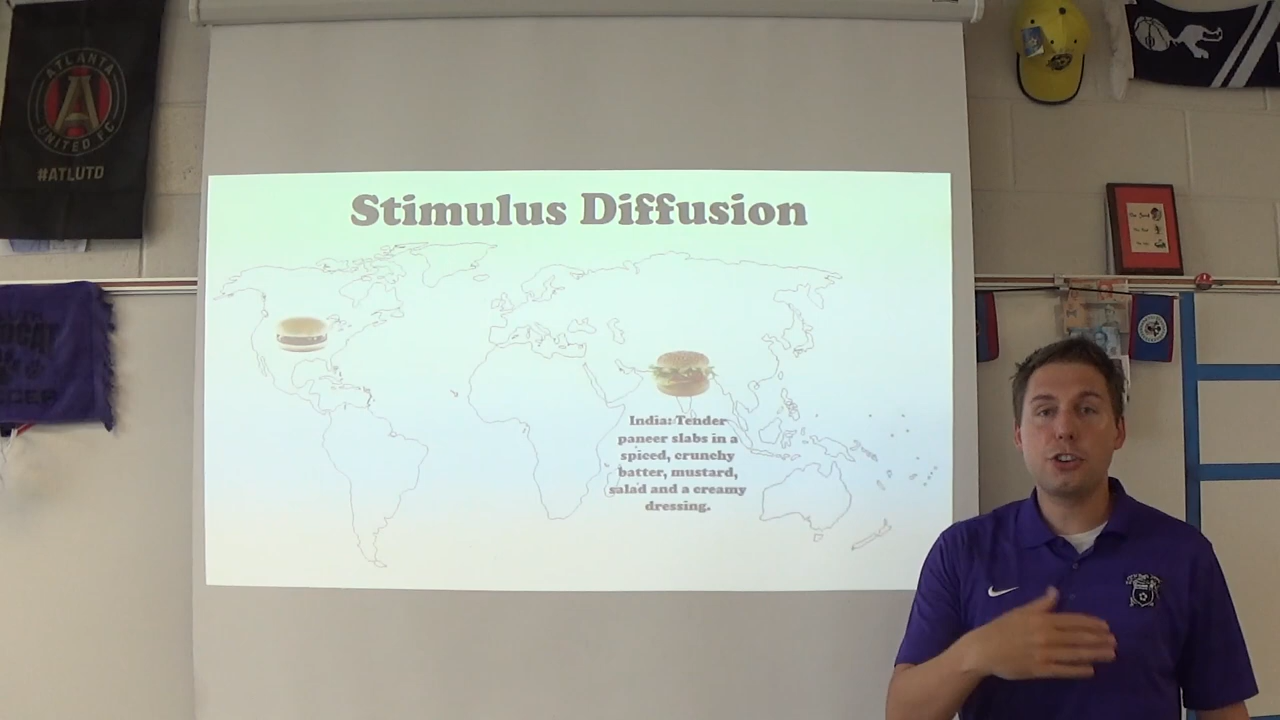 ATLANTA
UNITED FC
#ATLUTD
Stimulus Diffusion
India: Tender
paneer slabs in a
spiced, crunchy
batter, mustard,
salad and a creamy
dressing.